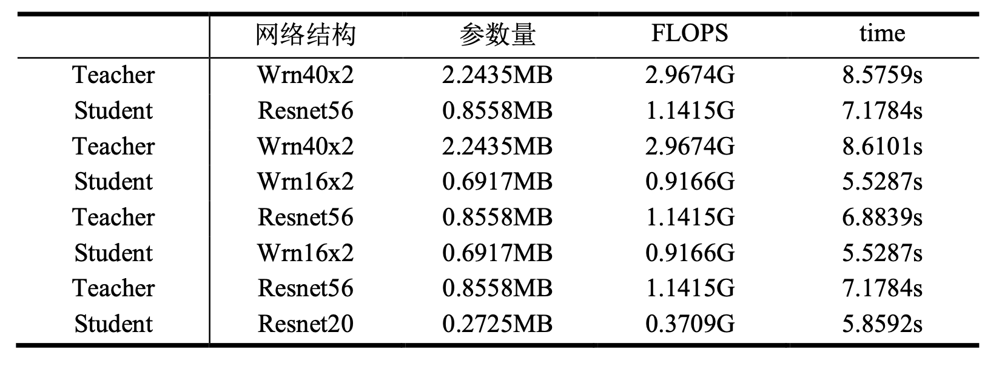 网络结构 参数量 FLOPS time
Teacher Wrn40x2 2.2435MB 2.9674G 8.5759s
Student Resnet56 0.8558MB 1.1415G 7.1784s
Teacher Wrn40x2 2.2435MB 2.9674G 8.6101s
Student Wrn16x2 0.6917MB 0.9166G 5.5287s
Teacher Resnet56 0.8558MB 1.1415G 6.8839s
Student Wrn16x2 0.6917MB 0.9166G 5.5287s
Teacher Resnet56 0.8558MB 1.1415G 7.1784s
Student Resnet20 0.2725MB 0.3709G 5.8592s